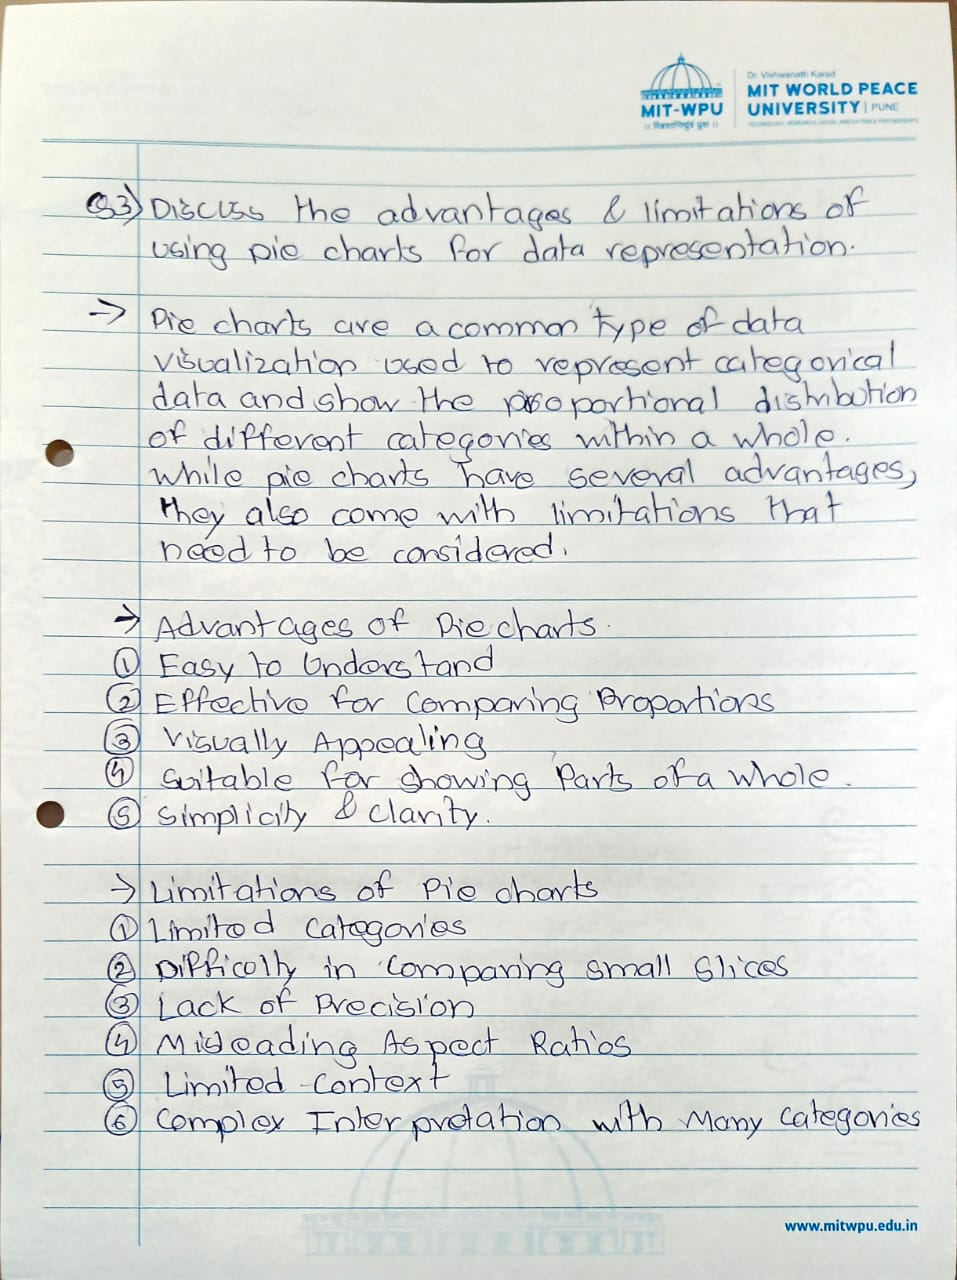 Dr. Vishwanath Karad
MIT WORLD PEACE
UNIVERSITY | PUNE
TECHNOLOGY, RESEARCH, SOCIAL INNOVATION & PARTNERSHIPS
MIT-WPU
|| विश्वशान्तिर्ध्रुवं ध्रुवा ||
Q3) Discuss the advantages & limitations of
using pie charts for data representation.
→ Pie charts are a common type of data
visualization used to represent categorical
data and show the proportional distribution
of different categories within a whole.
While pie charts have several advantages,
they also come with limitations that
need to be considered.
→ Advantages of Pie charts.
① Easy to Understand
② Effective for Comparing Proportions
③ Visually Appealing
④ Suitable for showing Parts of a whole.
⑤ Simplicity & Clarity.
→ Limitations of Pie charts
① Limited Categories
② Difficulty in Comparing small Slices
③ Lack of Precision
④ Misleading Aspect Ratios
⑤ Limited Context
⑥ Complex Interpretation with Many Categories
www.mitwpu.edu.in